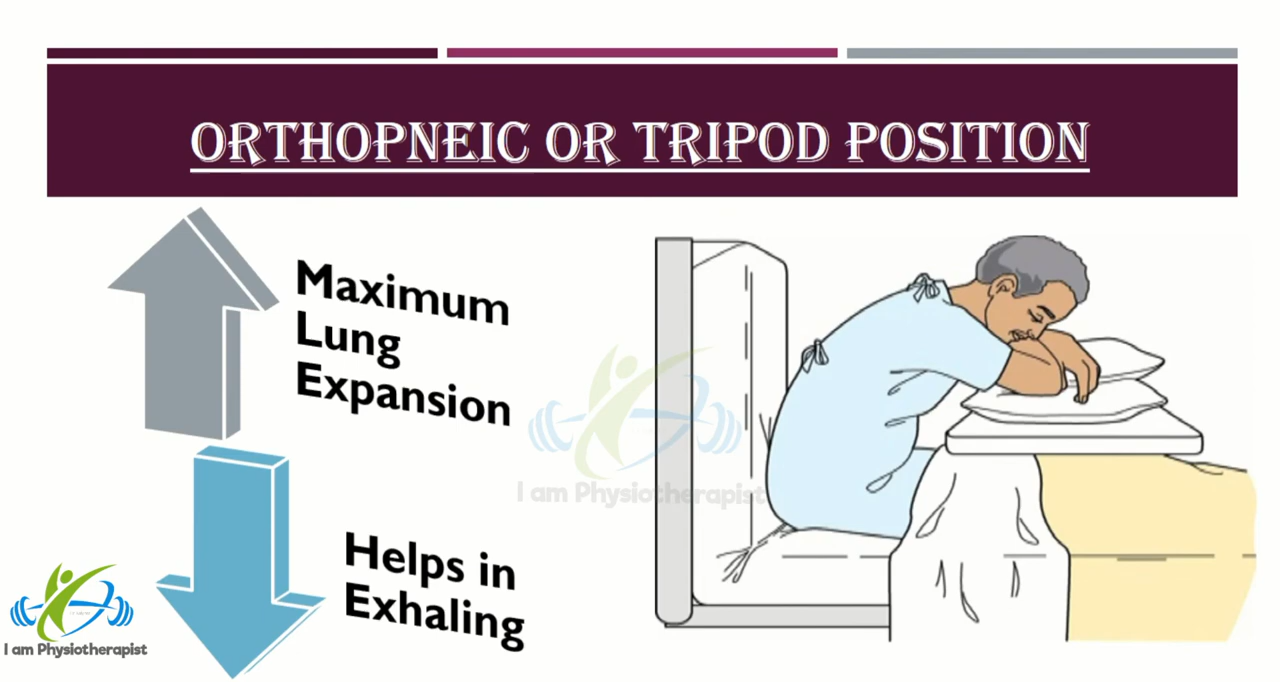 ORTHOPNEIC OR TRIPOD POSITION
Maximum
Lung
Expansion
Helps in
Exhaling
I am Physiotherapist
I am Physiotherapist